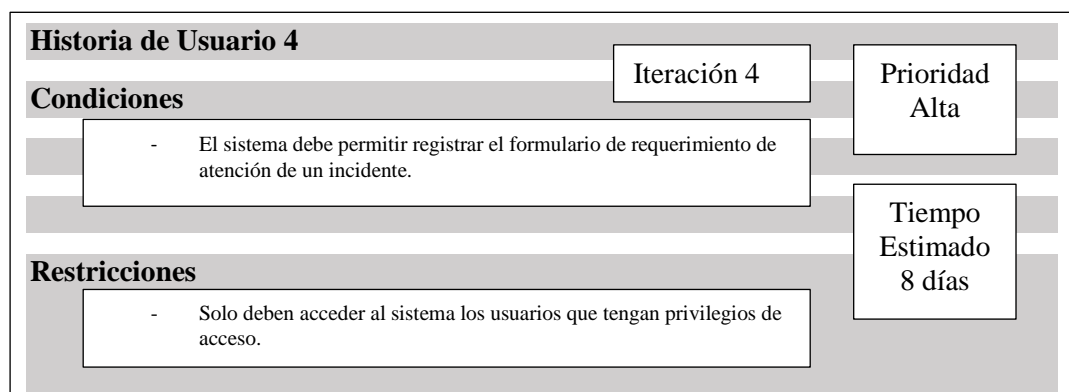 Historia de Usuario 4
Iteración 4
Prioridad
Alta
Condiciones
- El sistema debe permitir registrar el formulario de requerimiento de
atención de un incidente.
Tiempo
Estimado
8 días
Restricciones
- Solo deben acceder al sistema los usuarios que tengan privilegios de
acceso.